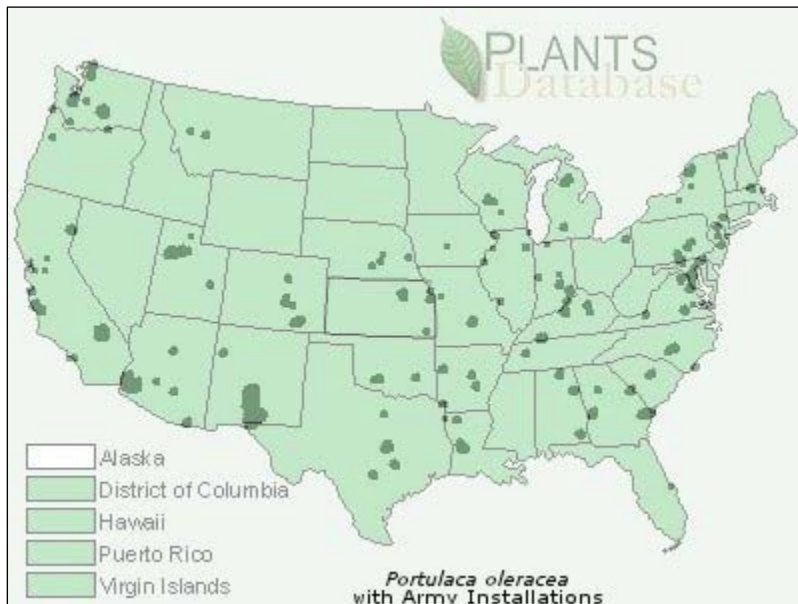 PLANTS
Database
Alaska
District of Columbia
Hawaii
Puerto Rico
Virgin Islands
Portulaca oleracea
with Army Installations